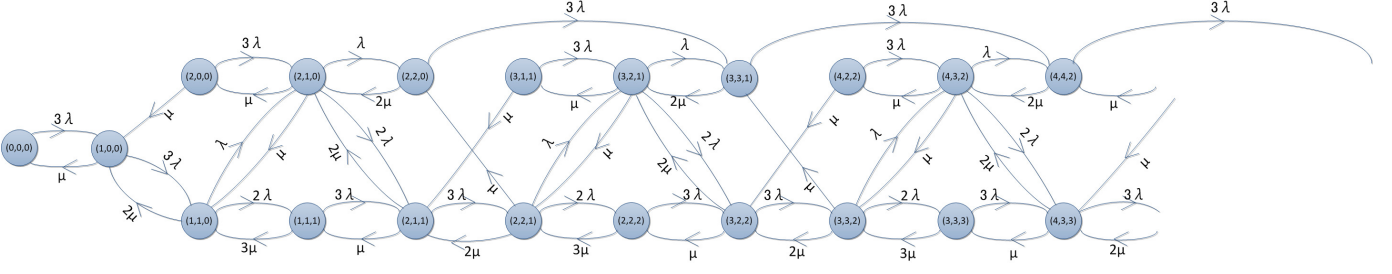 3 λ
3 λ
3 λ
3 λ
λ
3 λ
λ
3 λ
λ
(2,0,0)
(2,1,0)
(2,2,0)
(3,1,1)
(3,2,1)
(3,3,1)
(4,2,2)
(4,3,2)
(4,4,2)
μ
2μ
μ
2μ
μ
2μ
μ
3 λ
μ
λ
μ
2μ
2 λ
μ
λ
μ
2μ
2 λ
μ
λ
μ
2μ
2 λ
μ
(0,0,0)
(1,0,0)
μ
3 λ
2μ
μ
μ
2 λ
3 λ
3 λ
2 λ
3 λ
3 λ
2 λ
3 λ
3 λ
(1,1,0)
(1,1,1)
(2,1,1)
(2,2,1)
(2,2,2)
(3,2,2)
(3,3,2)
(3,3,3)
(4,3,3)
3μ
μ
2μ
3μ
μ
2μ
3μ
μ
2μ